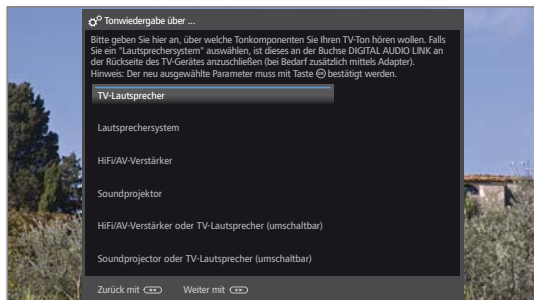 Tonwiedergabe über ...
Bitte geben Sie hier an, über welche Tonkomponenten Sie Ihren TV-Ton hören wollen. Falls
Sie ein "Lautsprechersystem" auswählen, ist dieses an der Buchse DIGITAL AUDIO LINK an
der Rückseite des TV-Gerätes anzuschließen (bei Bedarf zusätzlich mittels Adapter).
Hinweis: Der neu ausgewählte Parameter muss mit Taste OK bestätigt werden.
TV-Lautsprecher
Lautsprechersystem
HiFi/AV-Verstärker
Soundprojektor
HiFi/AV-Verstärker oder TV-Lautsprecher (umschaltbar)
Soundprojector oder TV-Lautsprecher (umschaltbar)
Zurück mit Weiter mit